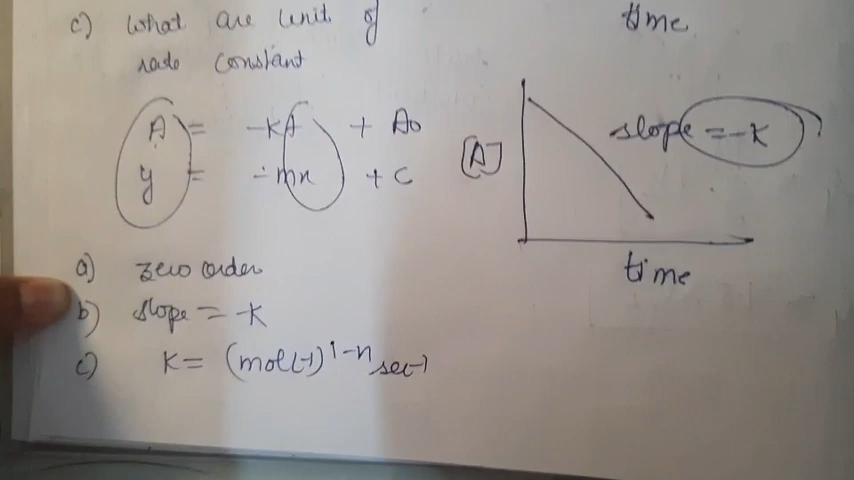 c) What are unit of
rate constant
time
A = -kt + A0
y = -mx + c
[A]
slope = -K
time
a) zero order
b) slope = -K
c) K = (mol L-1)1-n sec-1